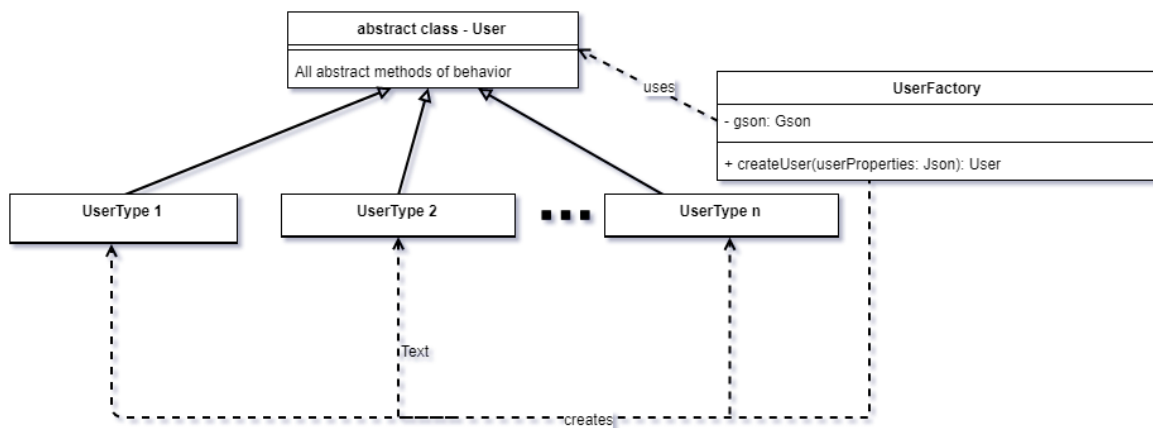 abstract class - User
All abstract methods of behavior
uses
UserFactory
- gson: Gson
+ createUser(userProperties: Json): User
UserType 1
UserType 2
UserType n
Text
creates